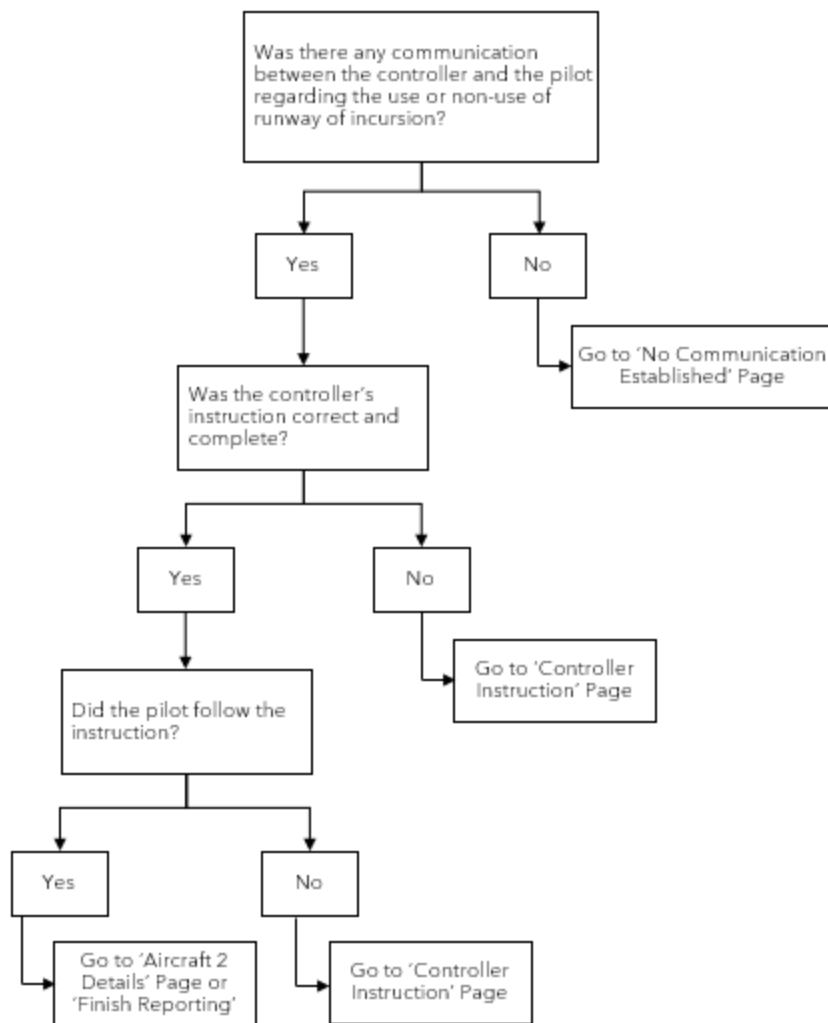 Was there any communication
between the controller and the pilot
regarding the use or non-use of
runway of incursion?
Yes
No
Go to ‘No Communication
Established’ Page
Was the controller’s
instruction correct and
complete?
Yes
No
Go to ‘Controller
Instruction’ Page
Did the pilot follow the
instruction?
Yes
No
Go to ‘Aircraft 2
Details’ Page or
‘Finish Reporting’
Go to ‘Controller
Instruction’ Page